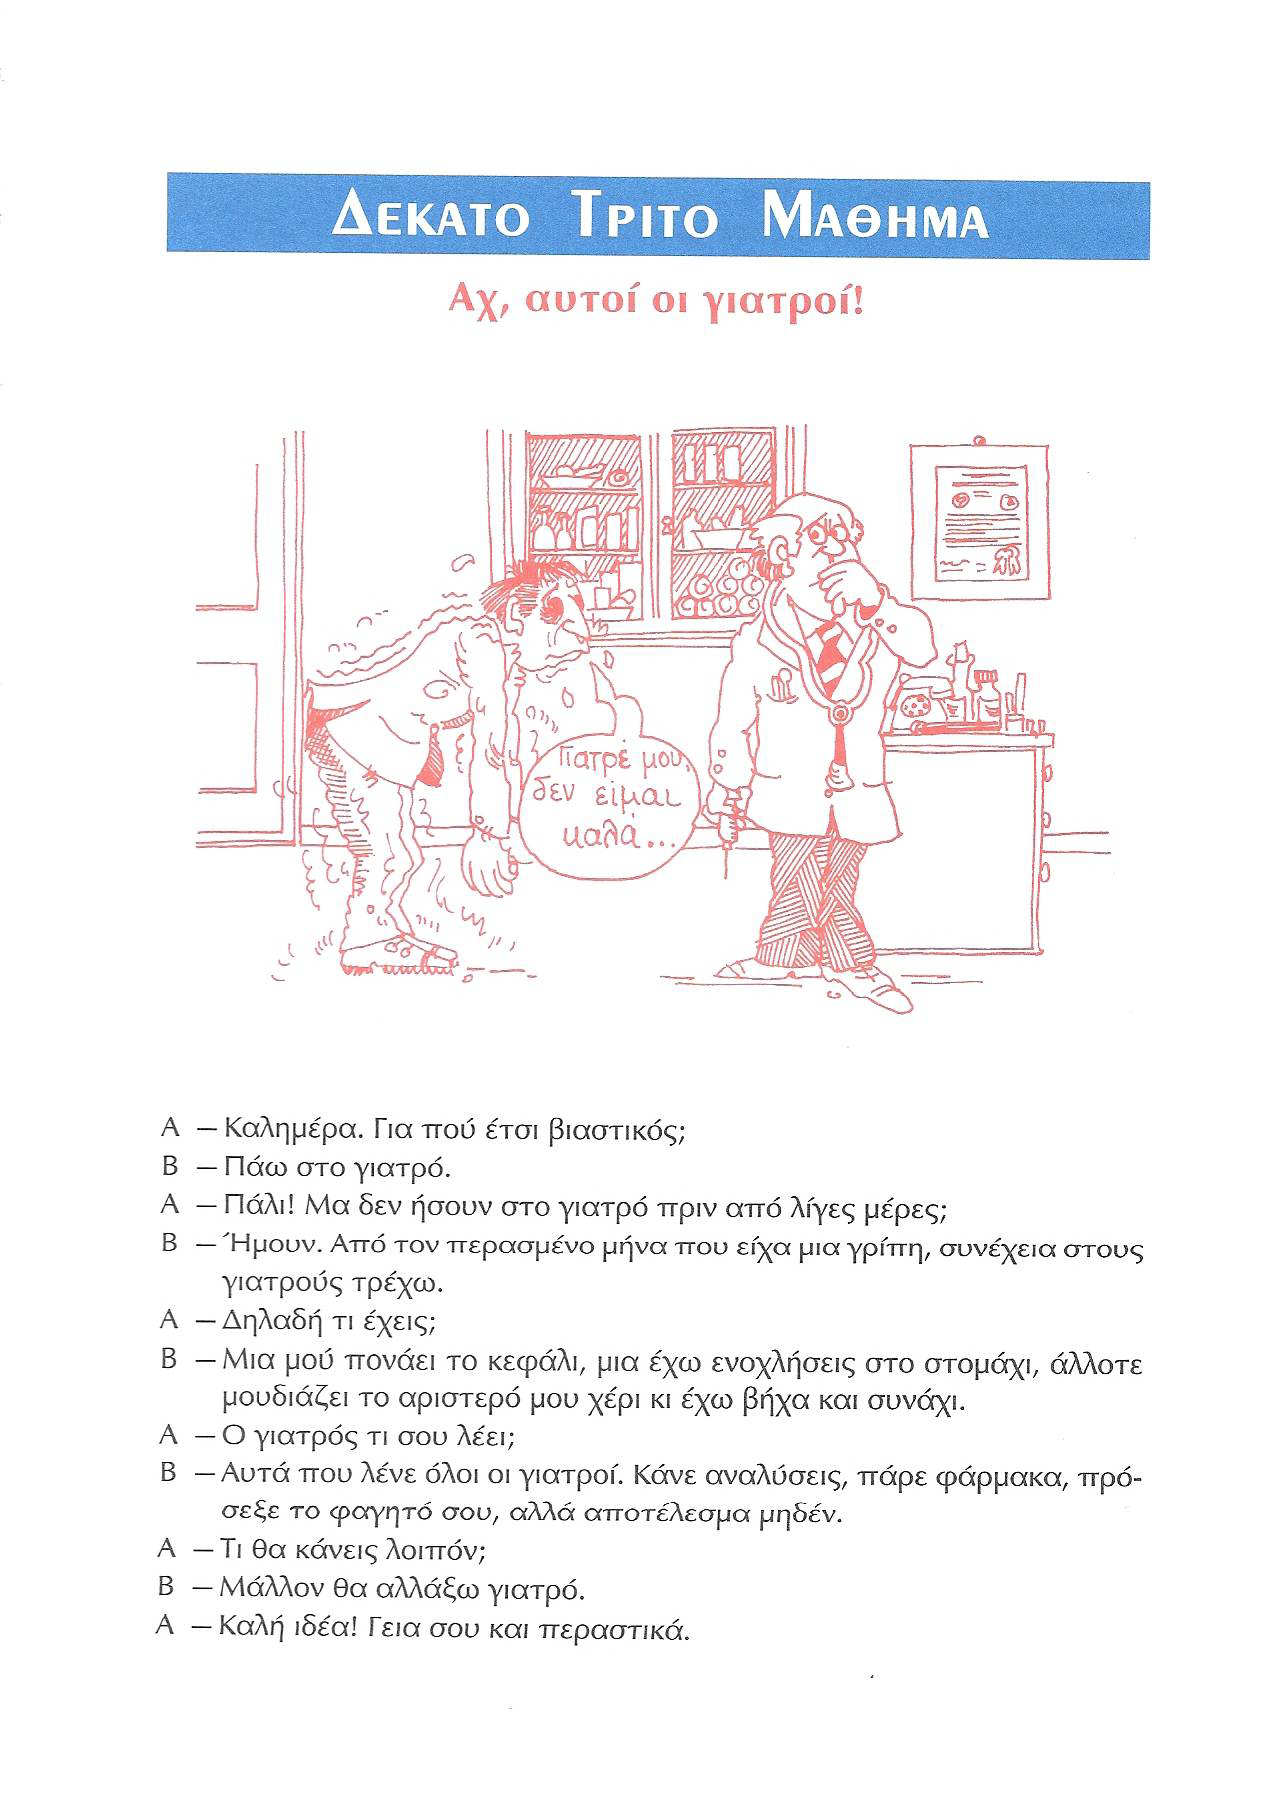 ΔΕΚΑΤΟ ΤΡΙΤΟ ΜΑΘΗΜΑ
Αχ, αυτοί οι γιατροί!
Γιατρέ μου,
δεν είμαι
καλά...
Α – Καλημέρα. Για πού έτσι βιαστικός;
Β – Πάω στο γιατρό.
Α – Πάλι! Μα δεν ήσουν στο γιατρό πριν από λίγες μέρες;
Β – Ήμουν. Από τον περασμένο μήνα που είχα μια γρίπη, συνέχεια στους
γιατρούς τρέχω.
Α – Δηλαδή τι έχεις;
Β – Μια μού πονάει το κεφάλι, μια έχω ενοχλήσεις στο στομάχι, άλλοτε
μουδιάζει το αριστερό μου χέρι κι έχω βήχα και συνάχι.
Α – Ο γιατρός τι σου λέει;
Β – Αυτά που λένε όλοι οι γιατροί. Κάνε αναλύσεις, πάρε φάρμακα, πρό-
σεξε το φαγητό σου, αλλά αποτέλεσμα μηδέν.
Α – Τι θα κάνεις λοιπόν;
Β – Μάλλον θα αλλάξω γιατρό.
Α – Καλή ιδέα! Γεια σου και περαστικά.